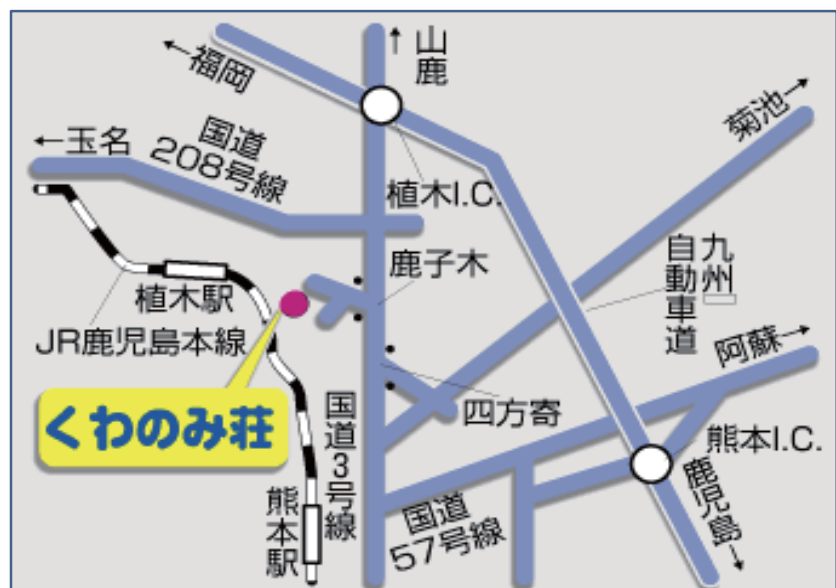 ←福岡
↑山鹿
菊池→
←玉名
国道
208号線
植木I.C.
九州
自動車道
鹿子木
植木駅
JR鹿児島本線
阿蘇→
くわのみ荘
国道3号線
四方寄
熊本I.C.
熊本駅
国道
57号線
鹿児島→